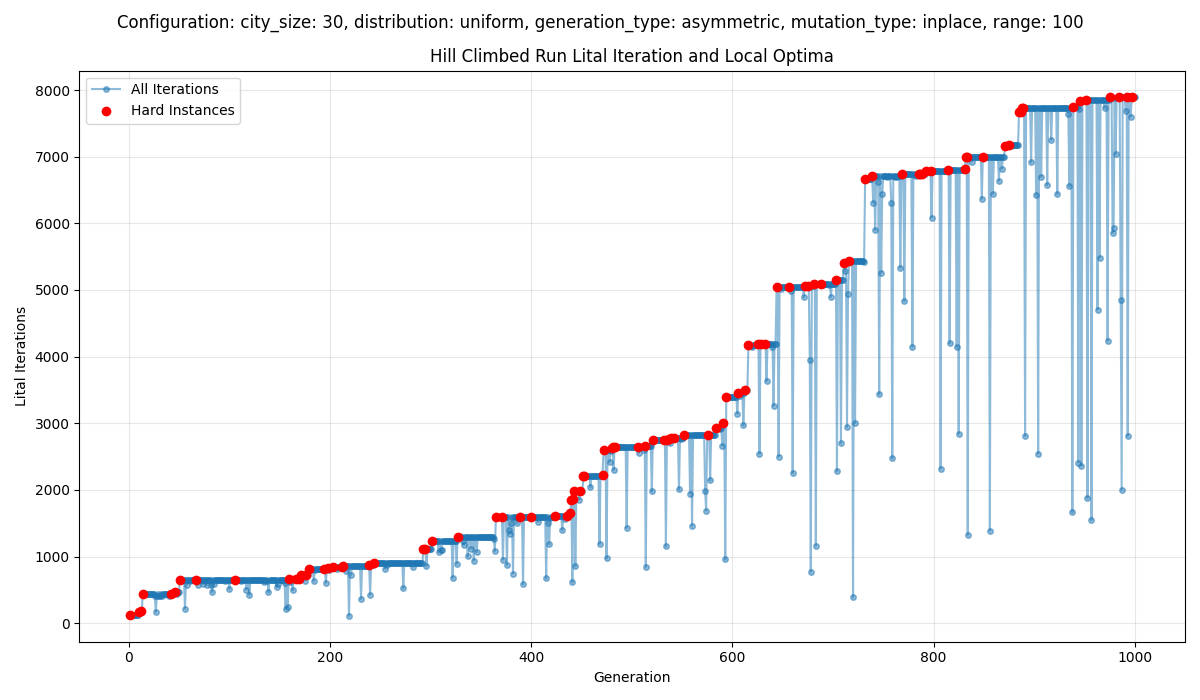 Configuration: city_size: 30, distribution: uniform, generation_type: asymmetric, mutation_type: inplace, range: 100
Hill Climbed Run Lital Iteration and Local Optima
All Iterations
Hard Instances
Lital Iterations
8000
7000
6000
5000
4000
3000
2000
1000
0
0 200 400 600 800 1000
Generation